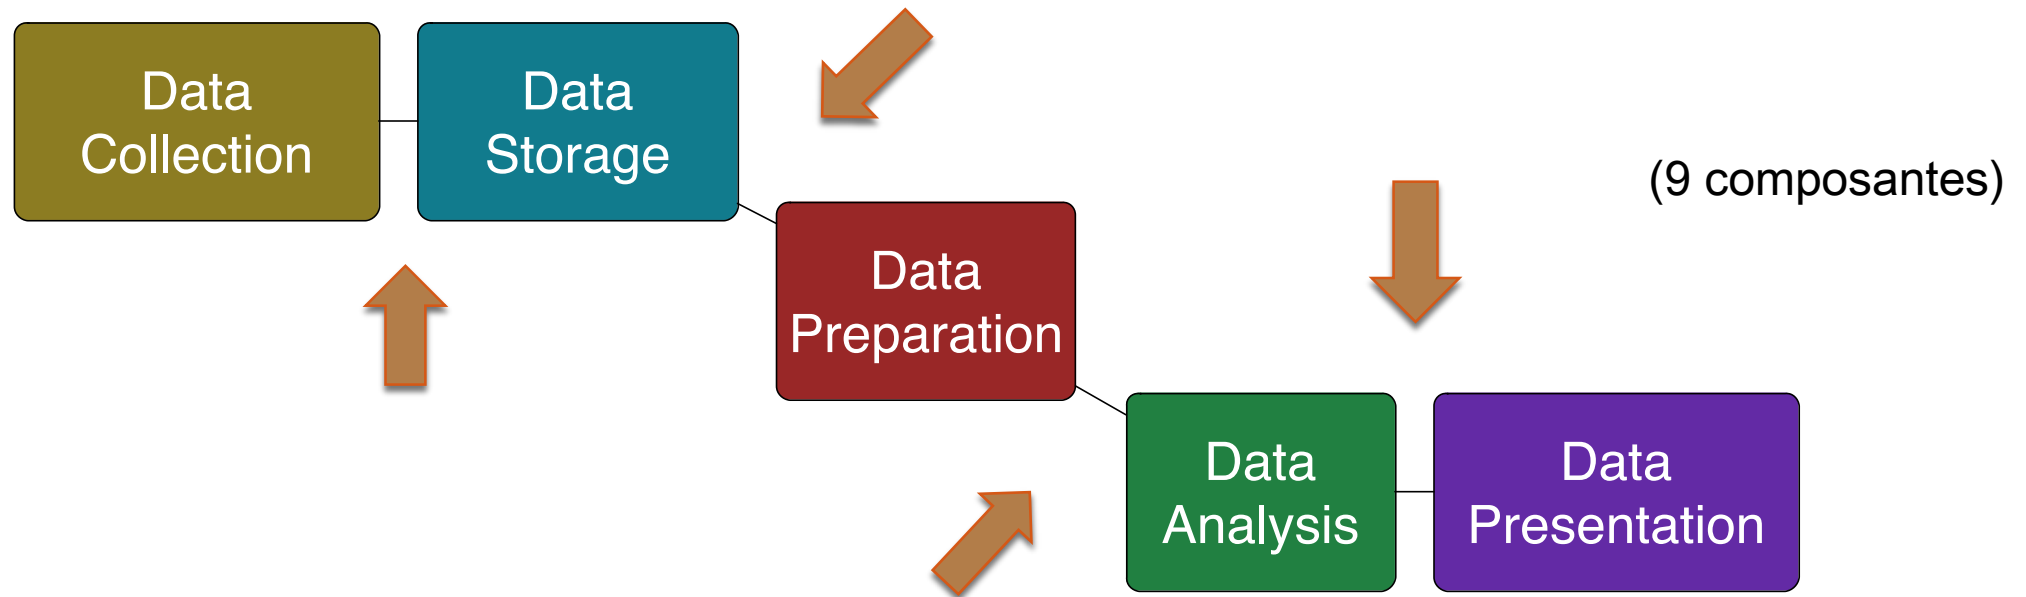 Data
Collection
Data
Storage
Data
Preparation
Data
Analysis
Data
Presentation
(9 composantes)